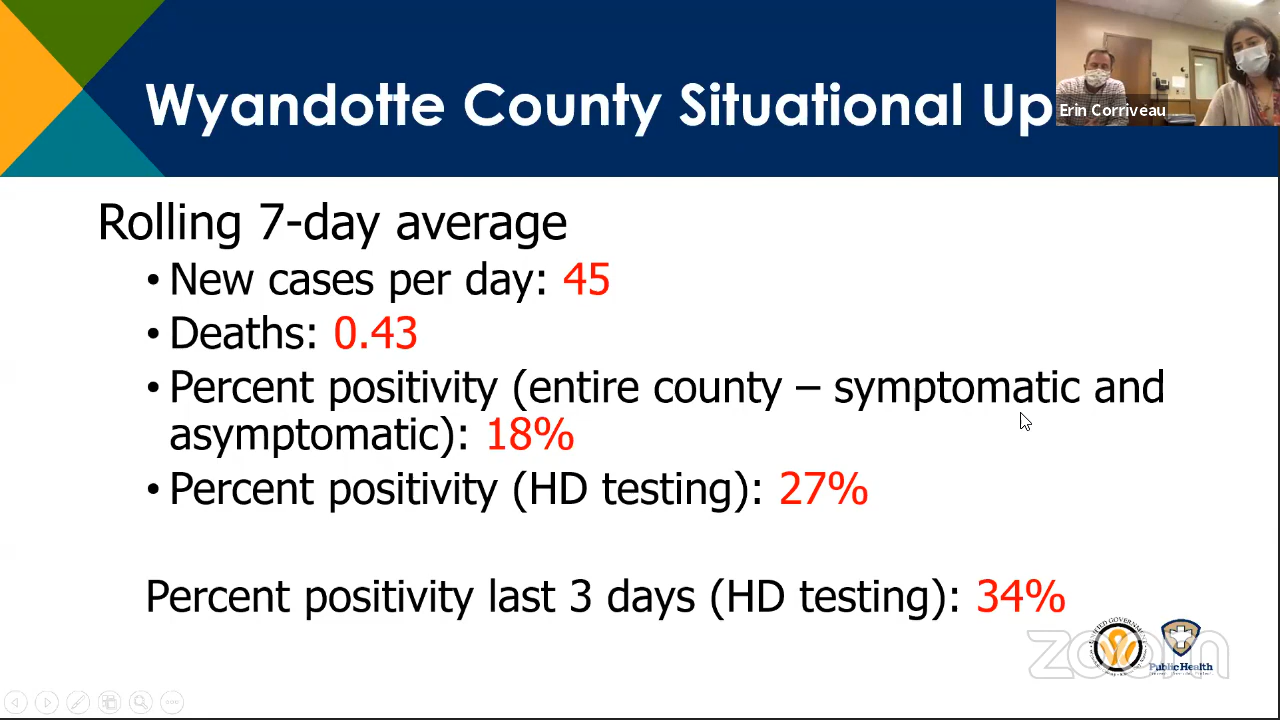 Wyandotte County Situational Up
Erin Corriveau
Rolling 7-day average
• New cases per day: 45
• Deaths: 0.43
• Percent positivity (entire county – symptomatic and
asymptomatic): 18%
• Percent positivity (HD testing): 27%
Percent positivity last 3 days (HD testing): 34%
zoom
Public Health